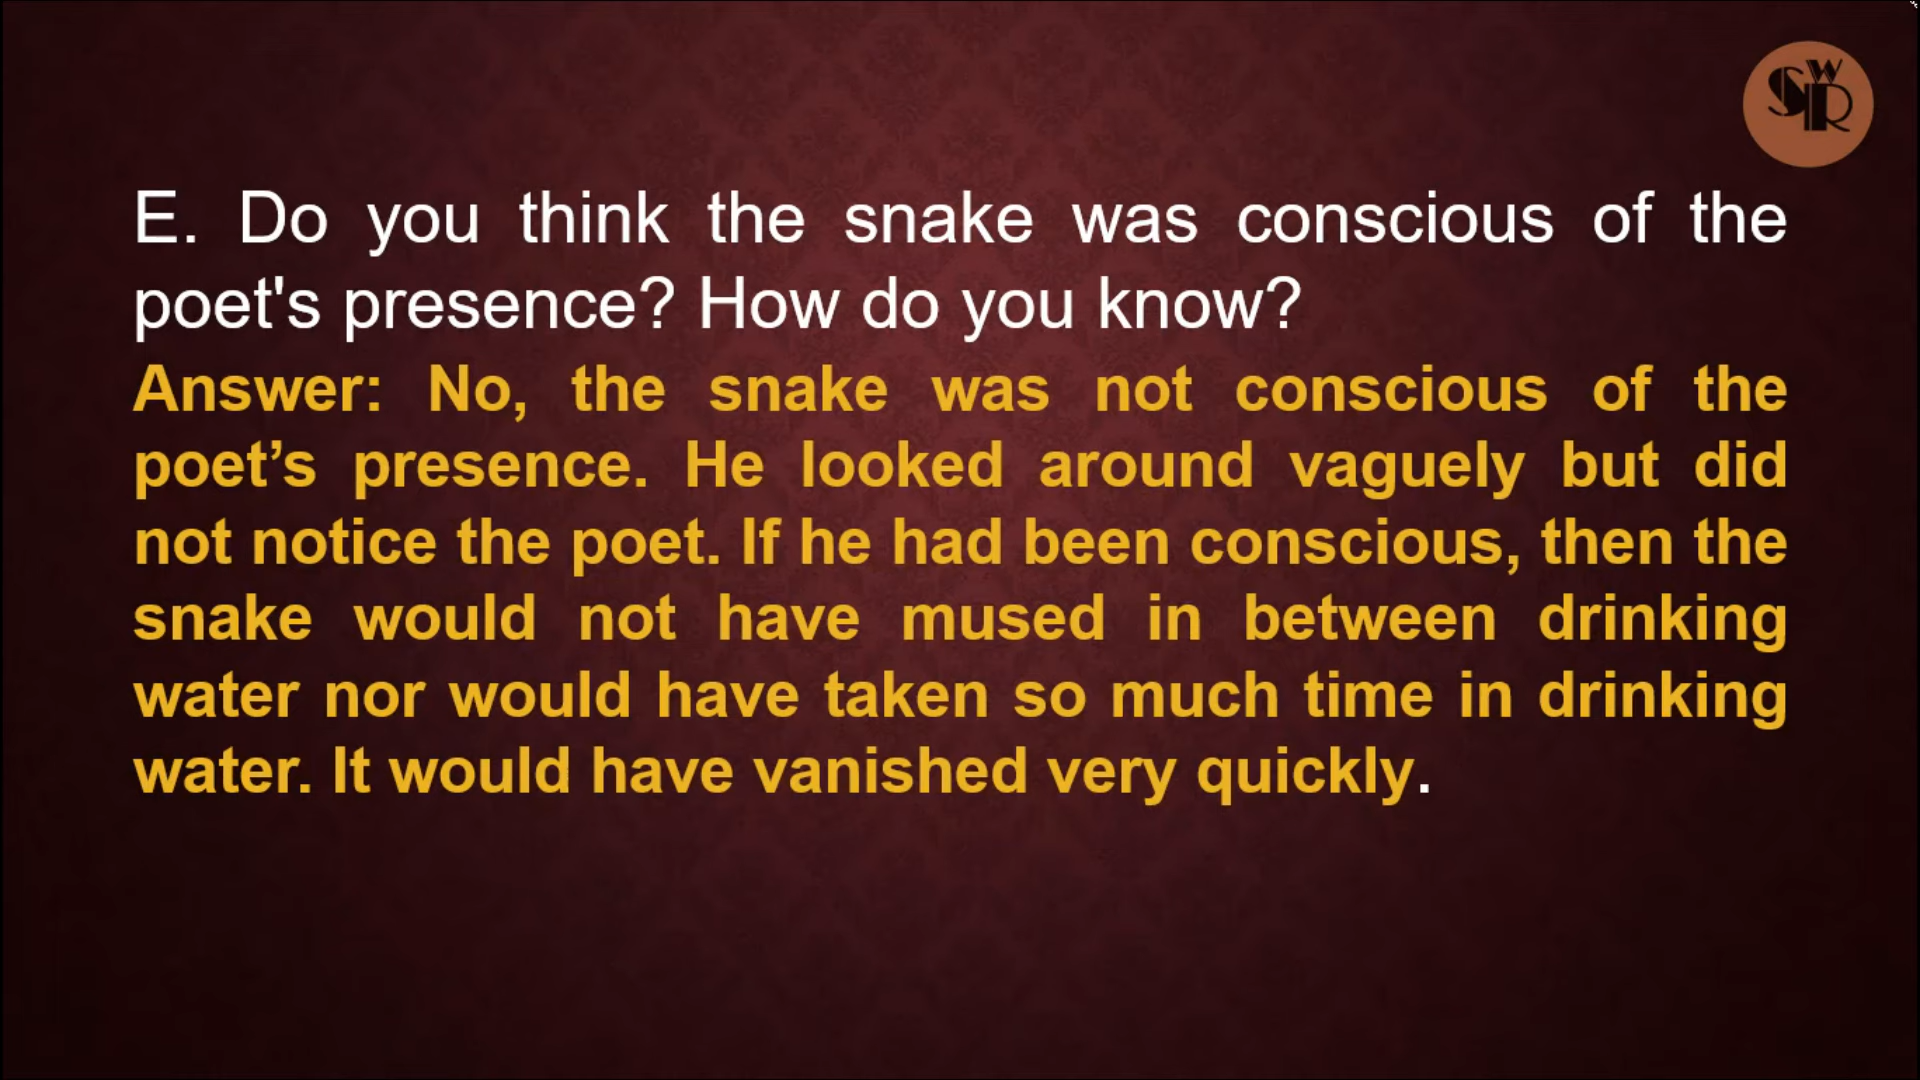 SWR
E. Do you think the snake was conscious of the
poet's presence? How do you know?
Answer: No, the snake was not conscious of the
poet’s presence. He looked around vaguely but did
not notice the poet. If he had been conscious, then the
snake would not have mused in between drinking
water nor would have taken so much time in drinking
water. It would have vanished very quickly.